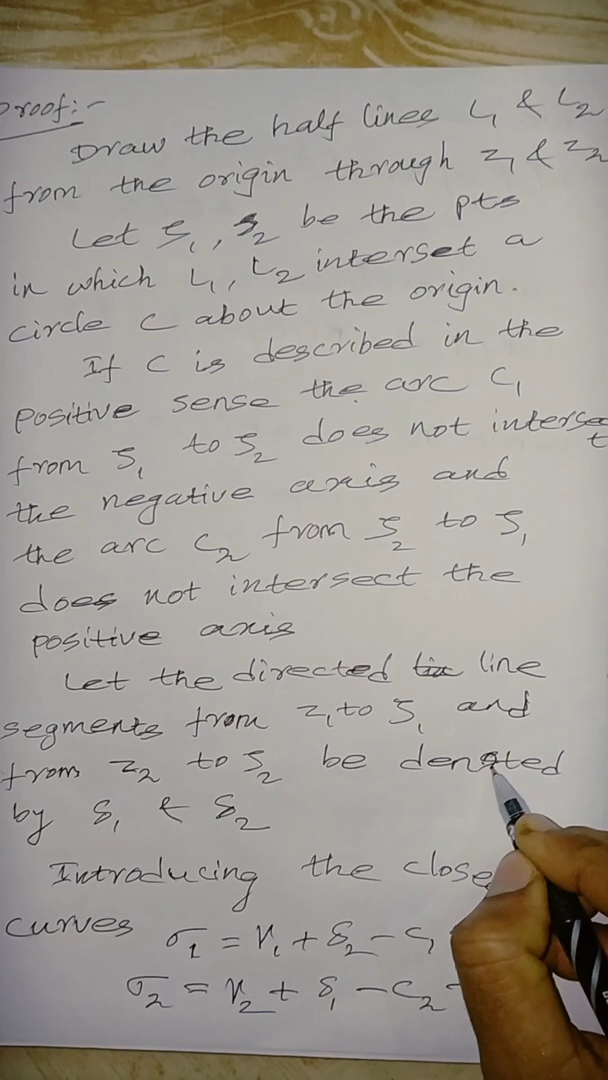 Proof:-
Draw the half lines L₁ & L₂
from the origin through z₁ & z₂
Let ζ₁, ζ₂ be the pts
in which L₁, L₂ interset a
circle C about the origin.
If C is described in the
positive sense the arc C₁
from ζ₁ to ζ₂ does not intersect
the negative axis and
the arc C₂ from ζ₂ to ζ₁
does not intersect the
positive axis
Let the directed line
segments from z₁ to ζ₁ and
from z₂ to ζ₂ be denoted
by δ₁ & δ₂
Introducing the close
curves σ₁ = γ₁ + δ₂ - C₁
σ₂ = γ₂ + δ₁ - C₂ -